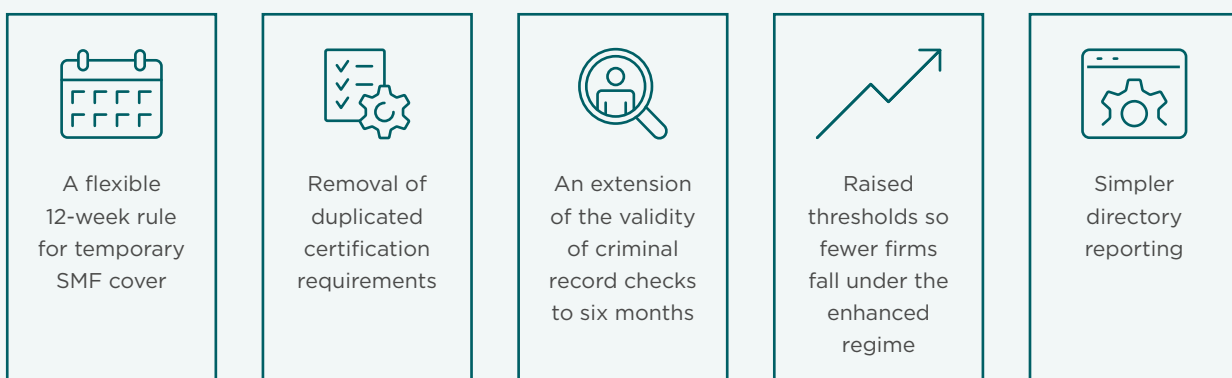 A flexible
12-week rule
for temporary
SMF cover
Removal of
duplicated
certification
requirements
An extension
of the validity
of criminal
record checks
to six months
Raised
thresholds so
fewer firms
fall under the
enhanced
regime
Simpler
directory
reporting